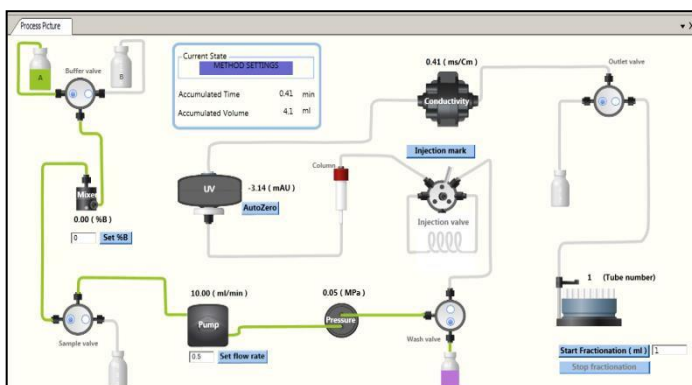 Process Picture
Current State
METHOD SETTINGS
Accumulated Time 0.41 min
Accumulated Volume 4.1 ml
A
B
Buffer valve
0.41 ( ms/Cm )
Conductivity
Outlet valve
Injection mark
Column
UV
-3.14 ( mAU )
AutoZero
Mixer
0.00 ( %B )
0 Set %B
Injection valve
10.00 ( ml/min )
0.05 ( MPa )
1 (Tube number)
Pump
Pressure
Sample valve
0.5 Set flow rate
Wash valve
Start Fractionation ( ml ) 1
Stop fractionation